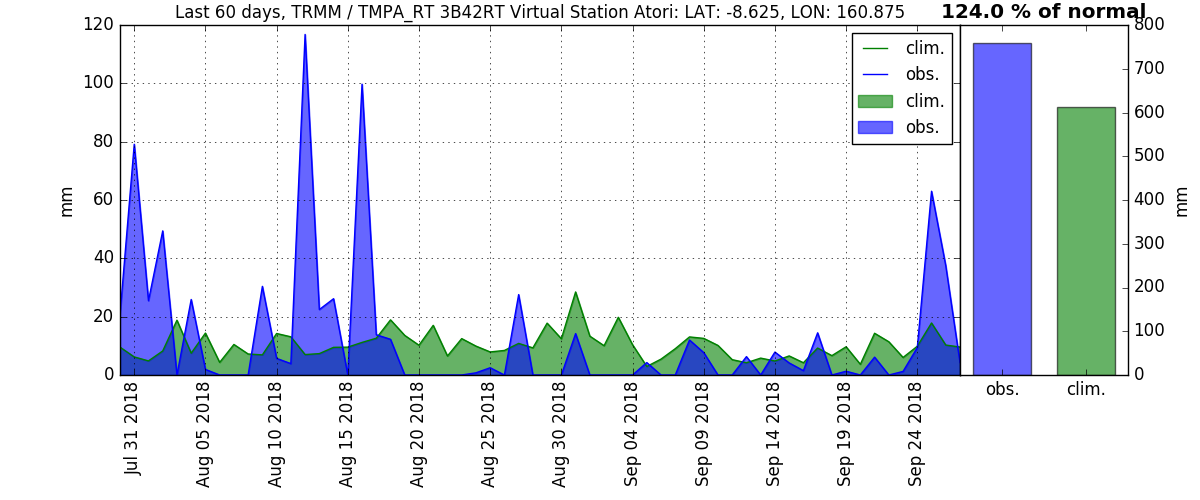 Last 60 days, TRMM / TMPA_RT 3B42RT Virtual Station Atori: LAT: -8.625, LON: 160.875
124.0 % of normal
120
100
80
60
40
20
0
mm
clim.
obs.
clim.
obs.
800
700
600
500
400
300
200
100
0
mm
obs.
clim.
Jul 31 2018
Aug 05 2018
Aug 10 2018
Aug 15 2018
Aug 20 2018
Aug 25 2018
Aug 30 2018
Sep 04 2018
Sep 09 2018
Sep 14 2018
Sep 19 2018
Sep 24 2018